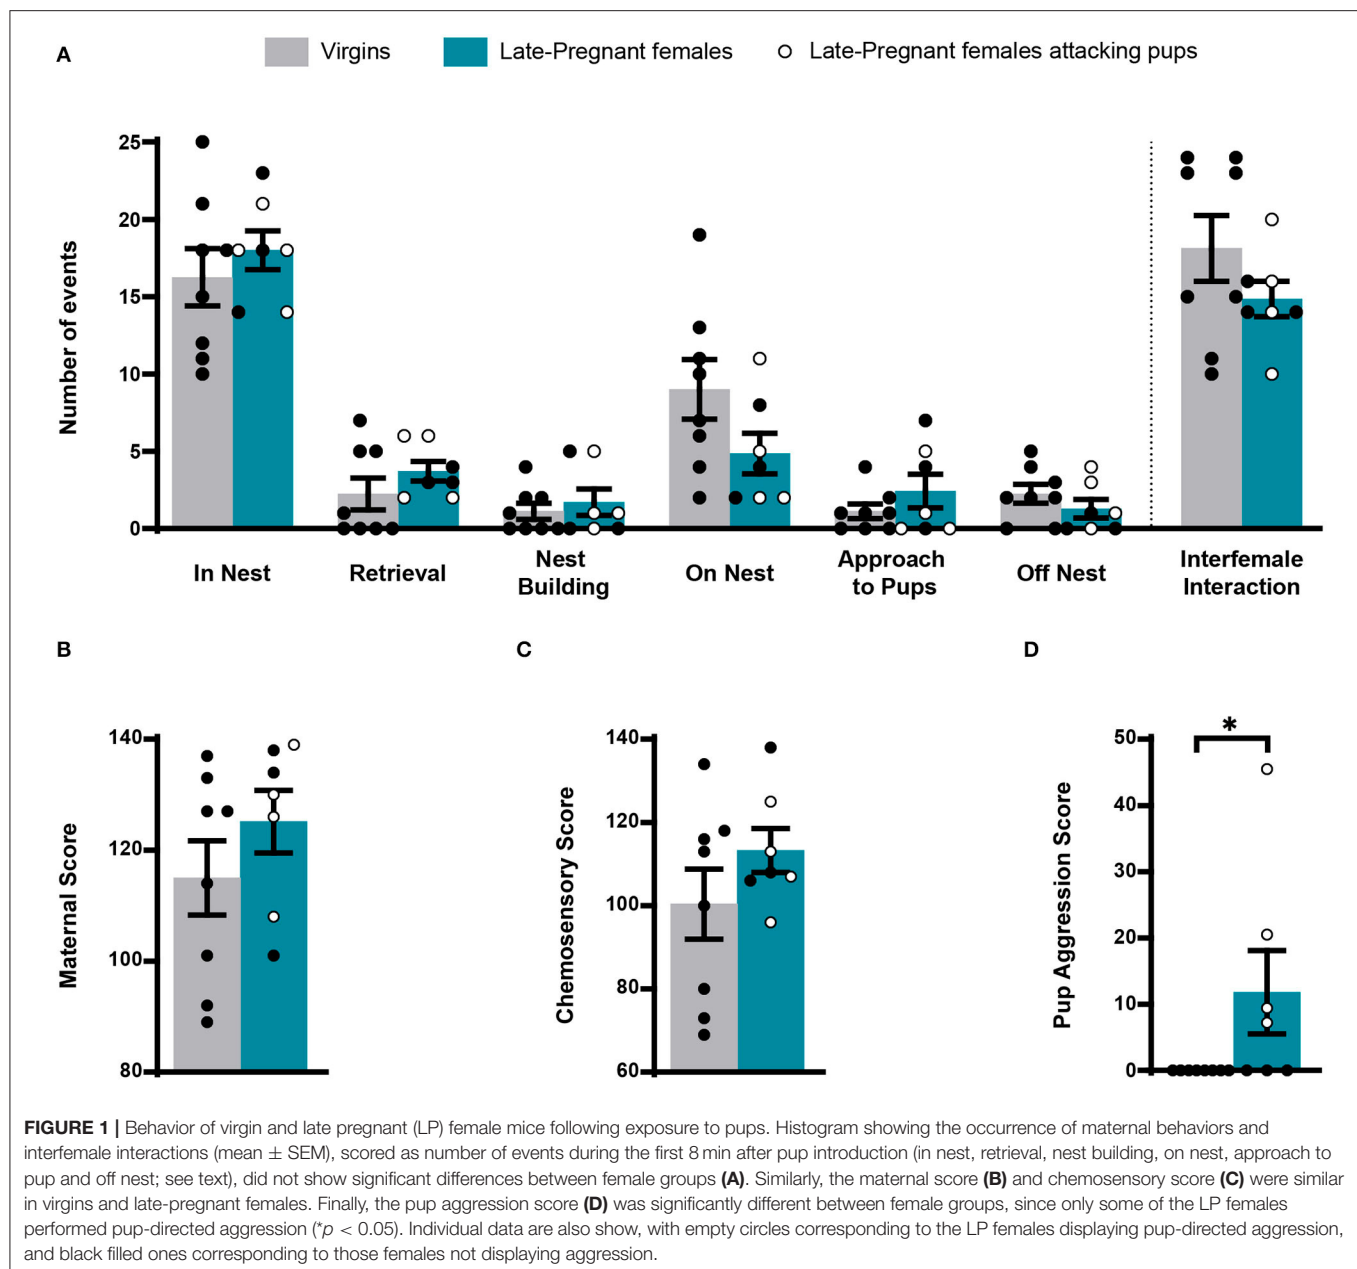 A
Virgins
Late-Pregnant females
Late-Pregnant females attacking pups
Number of events
25
20
15
10
5
0
In Nest
Retrieval
Nest
Building
On Nest
Approach
to Pups
Off Nest
Interfemale
Interaction
B
Maternal Score
140
120
100
80
C
Chemosensory Score
140
120
100
80
60
D
Pup Aggression Score
50
40
30
20
10
0
*
FIGURE 1 | Behavior of virgin and late pregnant (LP) female mice following exposure to pups. Histogram showing the occurrence of maternal behaviors and
interfemale interactions (mean ± SEM), scored as number of events during the first 8 min after pup introduction (in nest, retrieval, nest building, on nest, approach to
pup and off nest; see text), did not show significant differences between female groups (A). Similarly, the maternal score (B) and chemosensory score (C) were similar
in virgins and late-pregnant females. Finally, the pup aggression score (D) was significantly different between female groups, since only some of the LP females
performed pup-directed aggression (*p < 0.05). Individual data are also show, with empty circles corresponding to the LP females displaying pup-directed aggression,
and black filled ones corresponding to those females not displaying aggression.